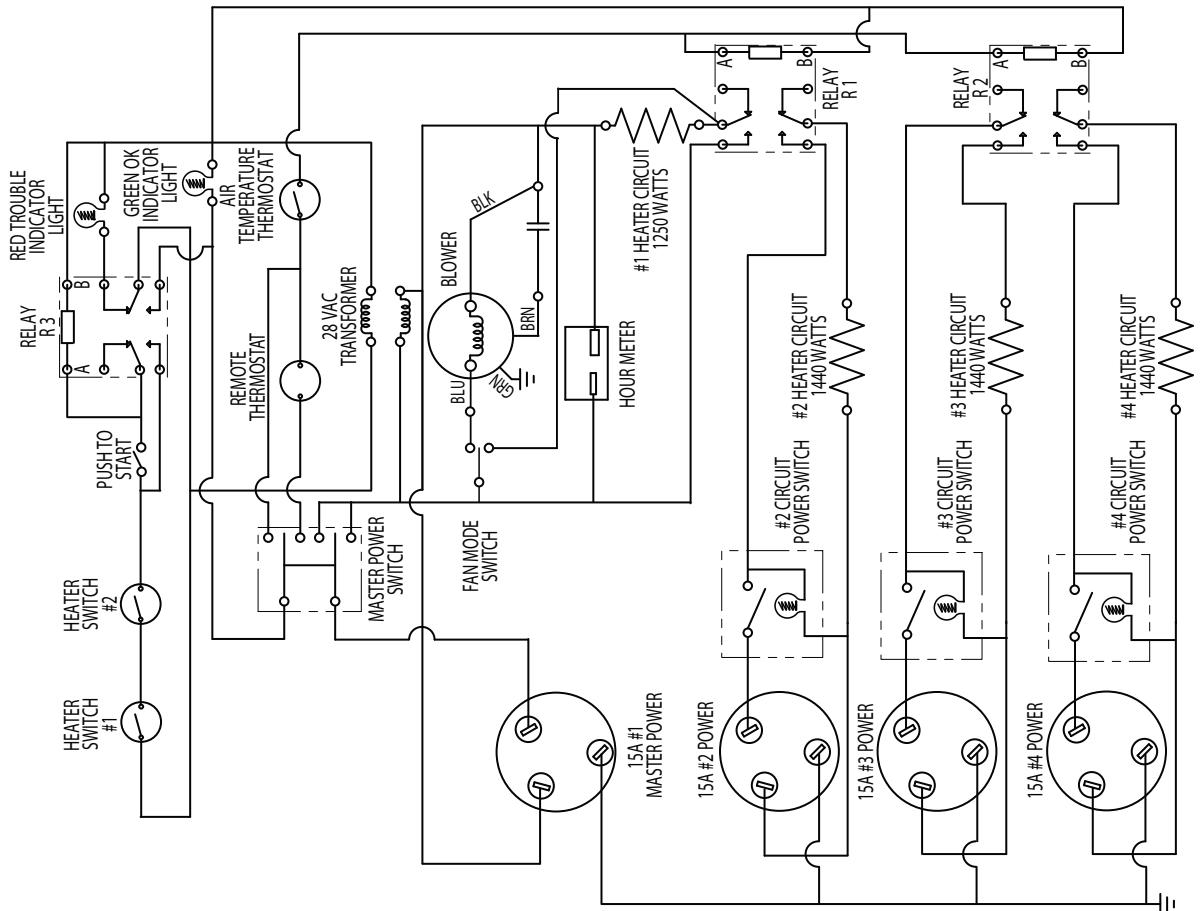 RED TROUBLE
INDICATOR
LIGHT
GREEN OK
INDICATOR
LIGHT
AIR
TEMPERATURE
THERMOSTAT
RELAY
R 3
A
B
PUSH TO
START
HEATER
SWITCH
#2
HEATER
SWITCH
#1
REMOTE
THERMOSTAT
28 VAC
TRANSFORMER
MASTER POWER
SWITCH
BLOWER
BLK
BRN
BLU
GRN
FAN MODE
SWITCH
HOUR METER
#1 HEATER CIRCUIT
1250 WATTS
A
B
RELAY
R 1
A
B
RELAY
R 2
#2 HEATER CIRCUIT
1440 WATTS
#3 HEATER CIRCUIT
1440 WATTS
#4 HEATER CIRCUIT
1440 WATTS
#2 CIRCUIT
POWER SWITCH
#3 CIRCUIT
POWER SWITCH
#4 CIRCUIT
POWER SWITCH
15A #1
MASTER POWER
15A #2 POWER
15A #3 POWER
15A #4 POWER